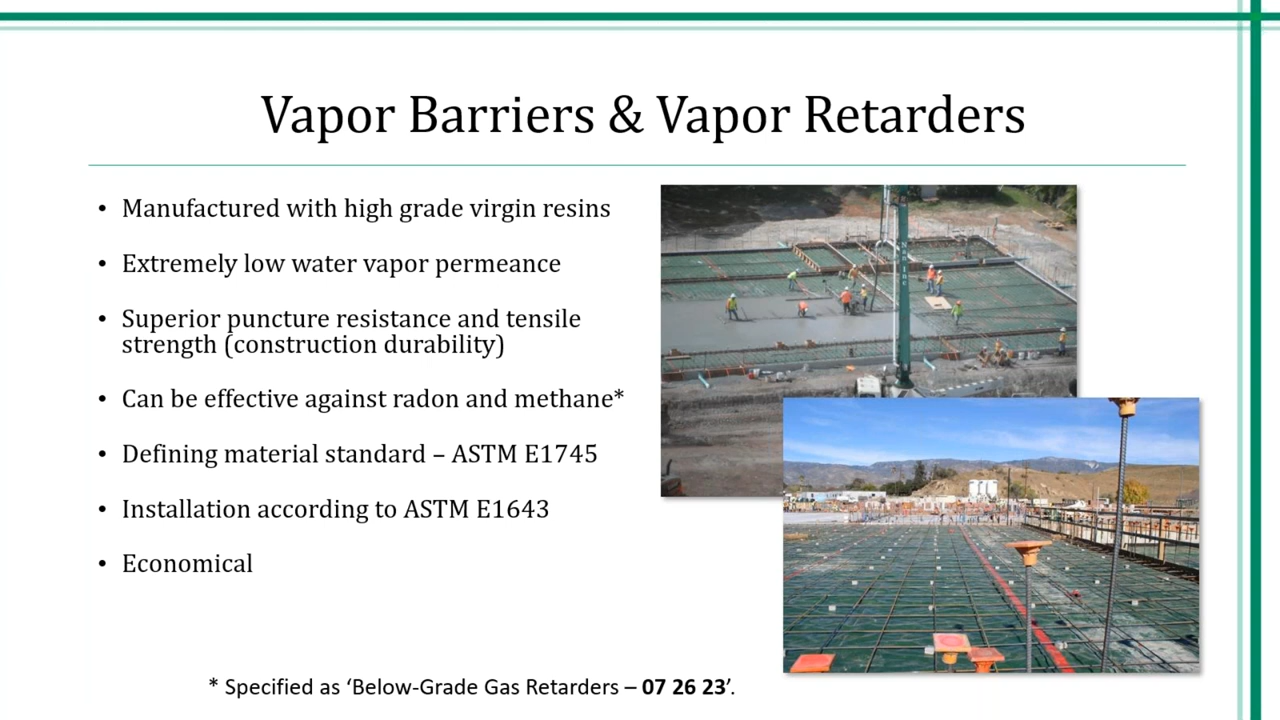 Vapor Barriers & Vapor Retarders
• Manufactured with high grade virgin resins
• Extremely low water vapor permeance
• Superior puncture resistance and tensile
strength (construction durability)
• Can be effective against radon and methane*
• Defining material standard – ASTM E1745
• Installation according to ASTM E1643
• Economical
* Specified as ‘Below-Grade Gas Retarders – 07 26 23’.